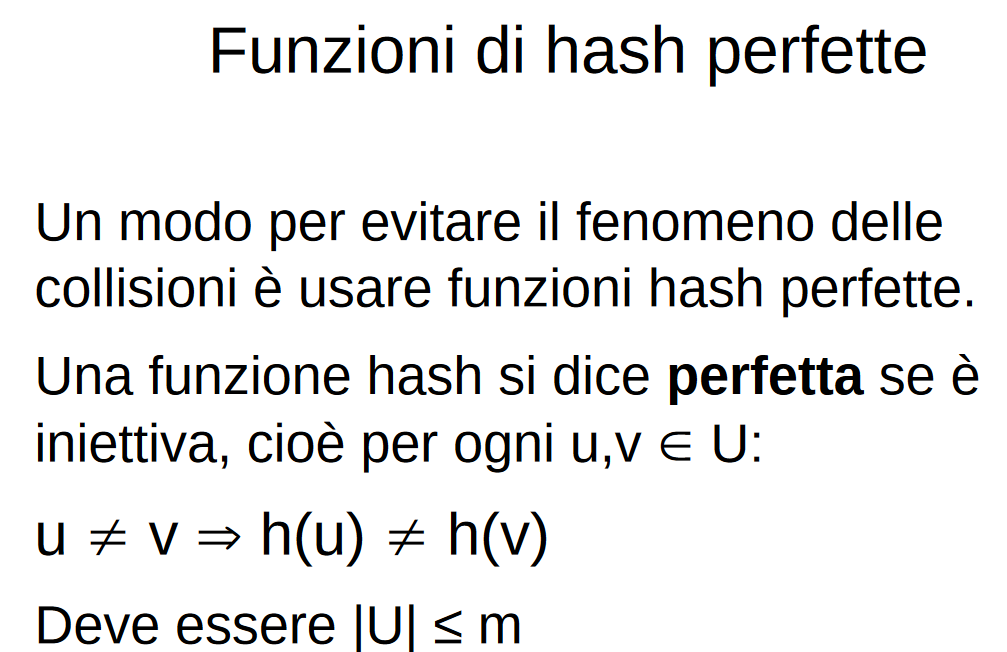 Funzioni di hash perfette
Un modo per evitare il fenomeno delle
collisioni è usare funzioni hash perfette.
Una funzione hash si dice perfetta se è
iniettiva, cioè per ogni u,v ∈ U:
u ≠ v ⇒ h(u) ≠ h(v)
Deve essere |U| ≤ m